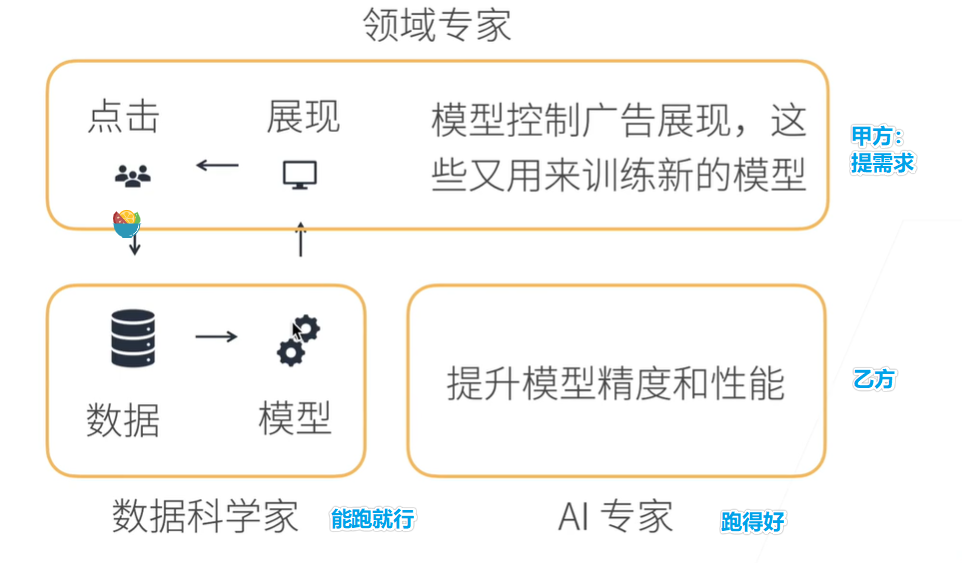 领域专家
点击
展现
模型控制广告展现，这
些又用来训练新的模型
甲方：
提需求
数据
模型
提升模型精度和性能
乙方
数据科学家
能跑就行
AI 专家
跑得好